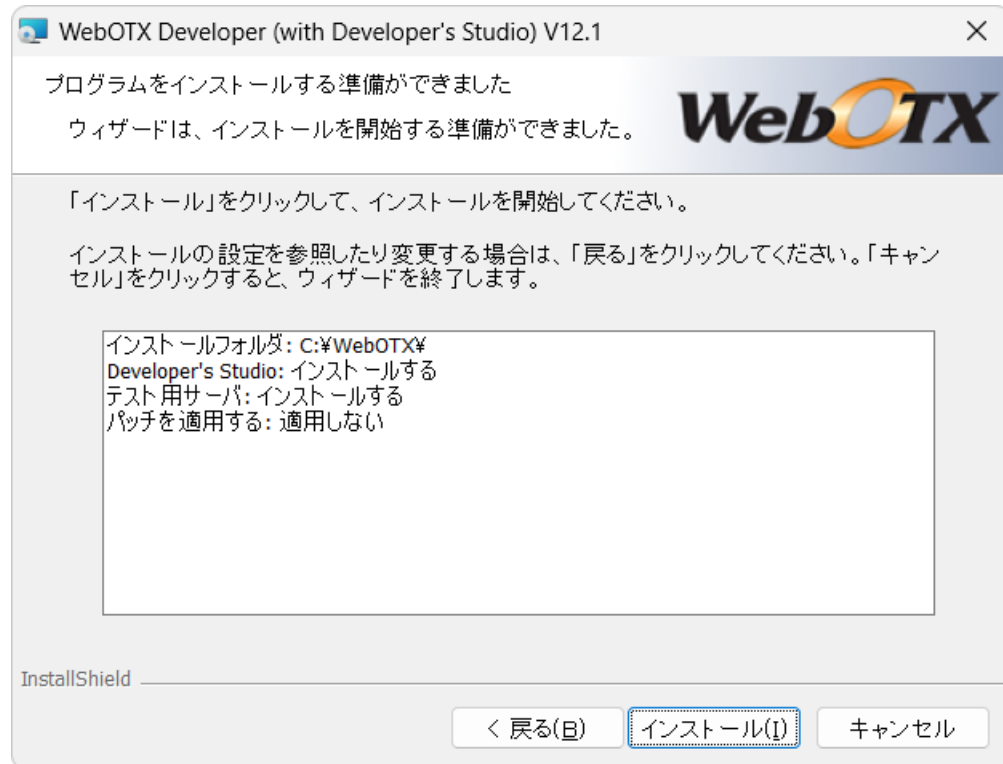 WebOTX Developer (with Developer's Studio) V12.1
プログラムをインストールする準備ができました
ウィザードは、インストールを開始する準備ができました。
WebOTX
「インストール」をクリックして、インストールを開始してください。
インストールの設定を参照したり変更する場合は、「戻る」をクリックしてください。「キャン
セル」をクリックすると、ウィザードを終了します。
インストールフォルダ: C:¥WebOTX¥
Developer's Studio: インストールする
テスト用サーバ: インストールする
パッチを適用する: 適用しない
InstallShield
< 戻る(B)
インストール(I)
キャンセル